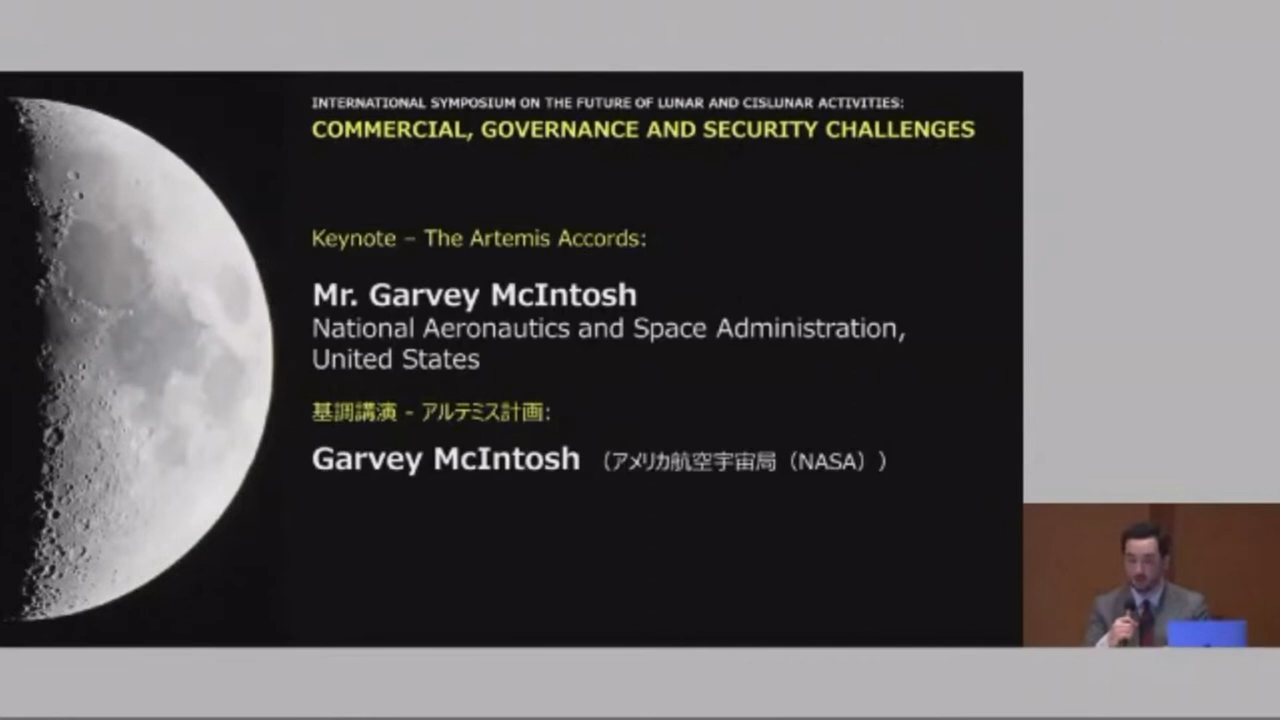 INTERNATIONAL SYMPOSIUM ON THE FUTURE OF LUNAR AND CISLUNAR ACTIVITIES:
COMMERCIAL, GOVERNANCE AND SECURITY CHALLENGES
Keynote – The Artemis Accords:
Mr. Garvey McIntosh
National Aeronautics and Space Administration,
United States
基調講演 - アルテミス計画:
Garvey McIntosh （アメリカ航空宇宙局（NASA））